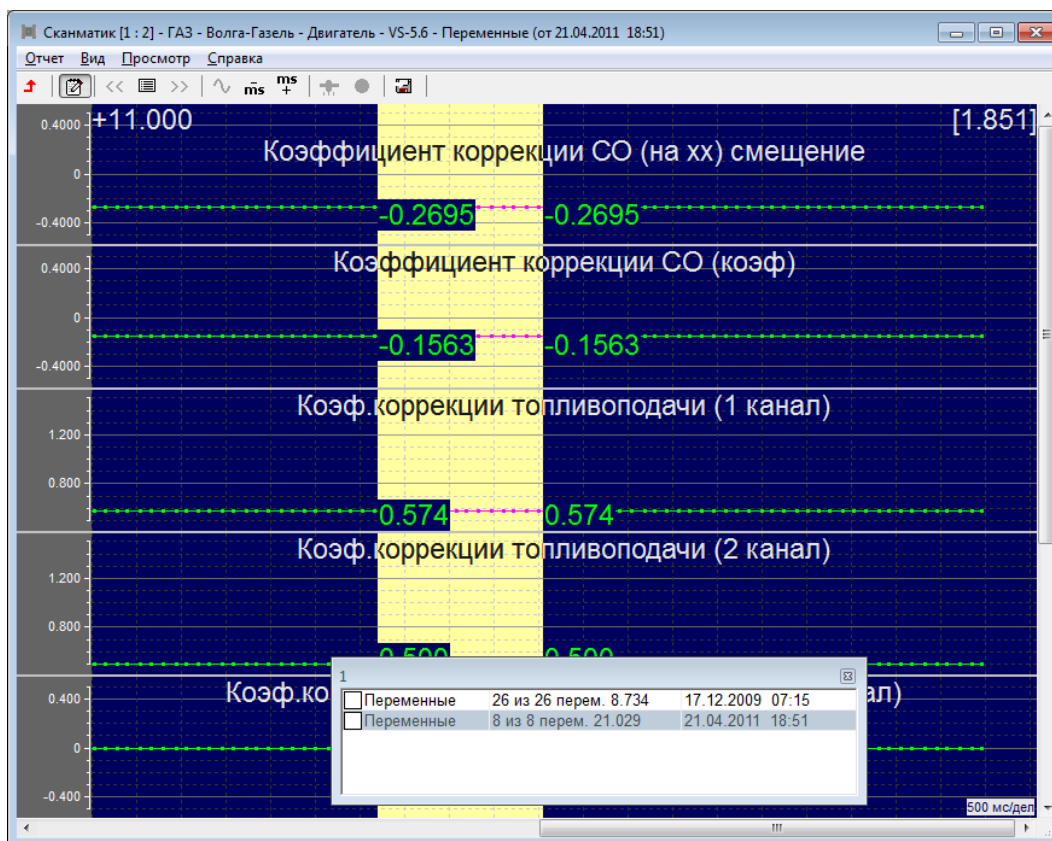 Сканматик [1 : 2] - ГАЗ - Волга-Газель - Двигатель - VS-5.6 - Переменные (от 21.04.2011 18:51)
Отчет Вид Просмотр Справка
<< >> ms ms
+11.000 [1.851]
Коэффициент коррекции CO (на хх) смещение
0.4000
0
-0.4000
-0.2695 -0.2695
Коэффициент коррекции CO (коэф)
0.4000
0
-0.4000
-0.1563 -0.1563
Коэф.коррекции топливоподачи (1 канал)
1.200
0.800
0.574 0.574
Коэф.коррекции топливоподачи (2 канал)
1.200
0.800
Коэф.ко ал)
0.400
0
-0.400
1
Переменные 26 из 26 перем. 8.734 17.12.2009 07:15
Переменные 8 из 8 перем. 21.029 21.04.2011 18:51
500 мс/дел